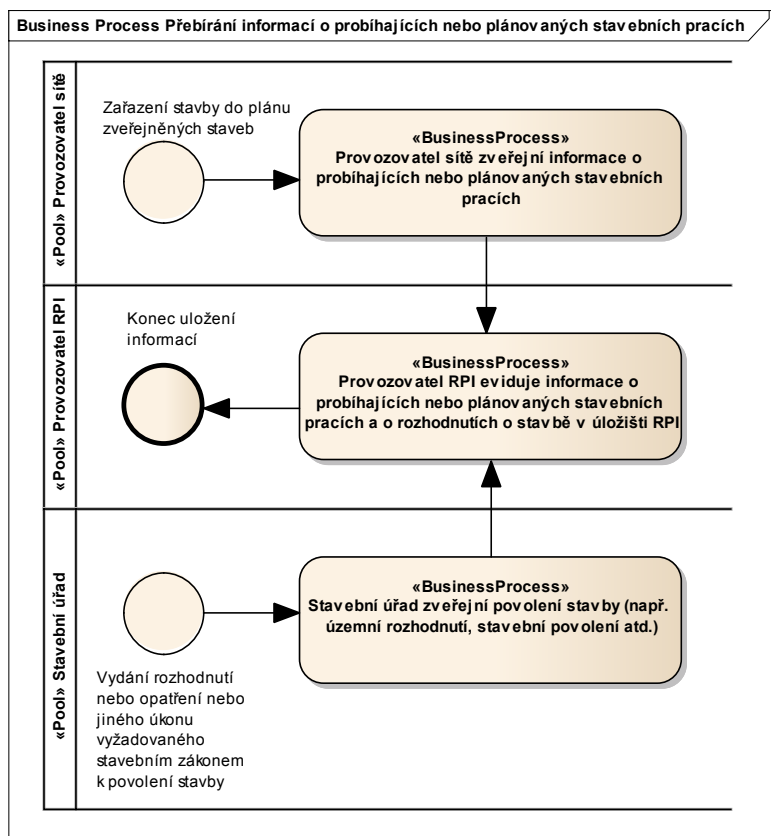 Business Process Přebírání informací o probíhajících nebo plánovaných stavebních pracích
«Pool» Provozovatel sítě
Zařazení stavby do plánu
zveřejněných staveb
«BusinessProcess»
Provozovatel sítě zveřejní informace o
probíhajících nebo plánovaných stavebních
pracích
«Pool» Provozovatel RPI
Konec uložení
informací
«BusinessProcess»
Provozovatel RPI eviduje informace o
probíhajících nebo plánovaných stavebních
pracích a o rozhodnutích o stavbě v úložišti RPI
«Pool» Stavební úřad
«BusinessProcess»
Stavební úřad zveřejní povolení stavby (např.
územní rozhodnutí, stavební povolení atd.)
Vydání rozhodnutí
nebo opatření nebo
jiného úkonu
vyžadovaného
stavebním zákonem
k povolení stavby